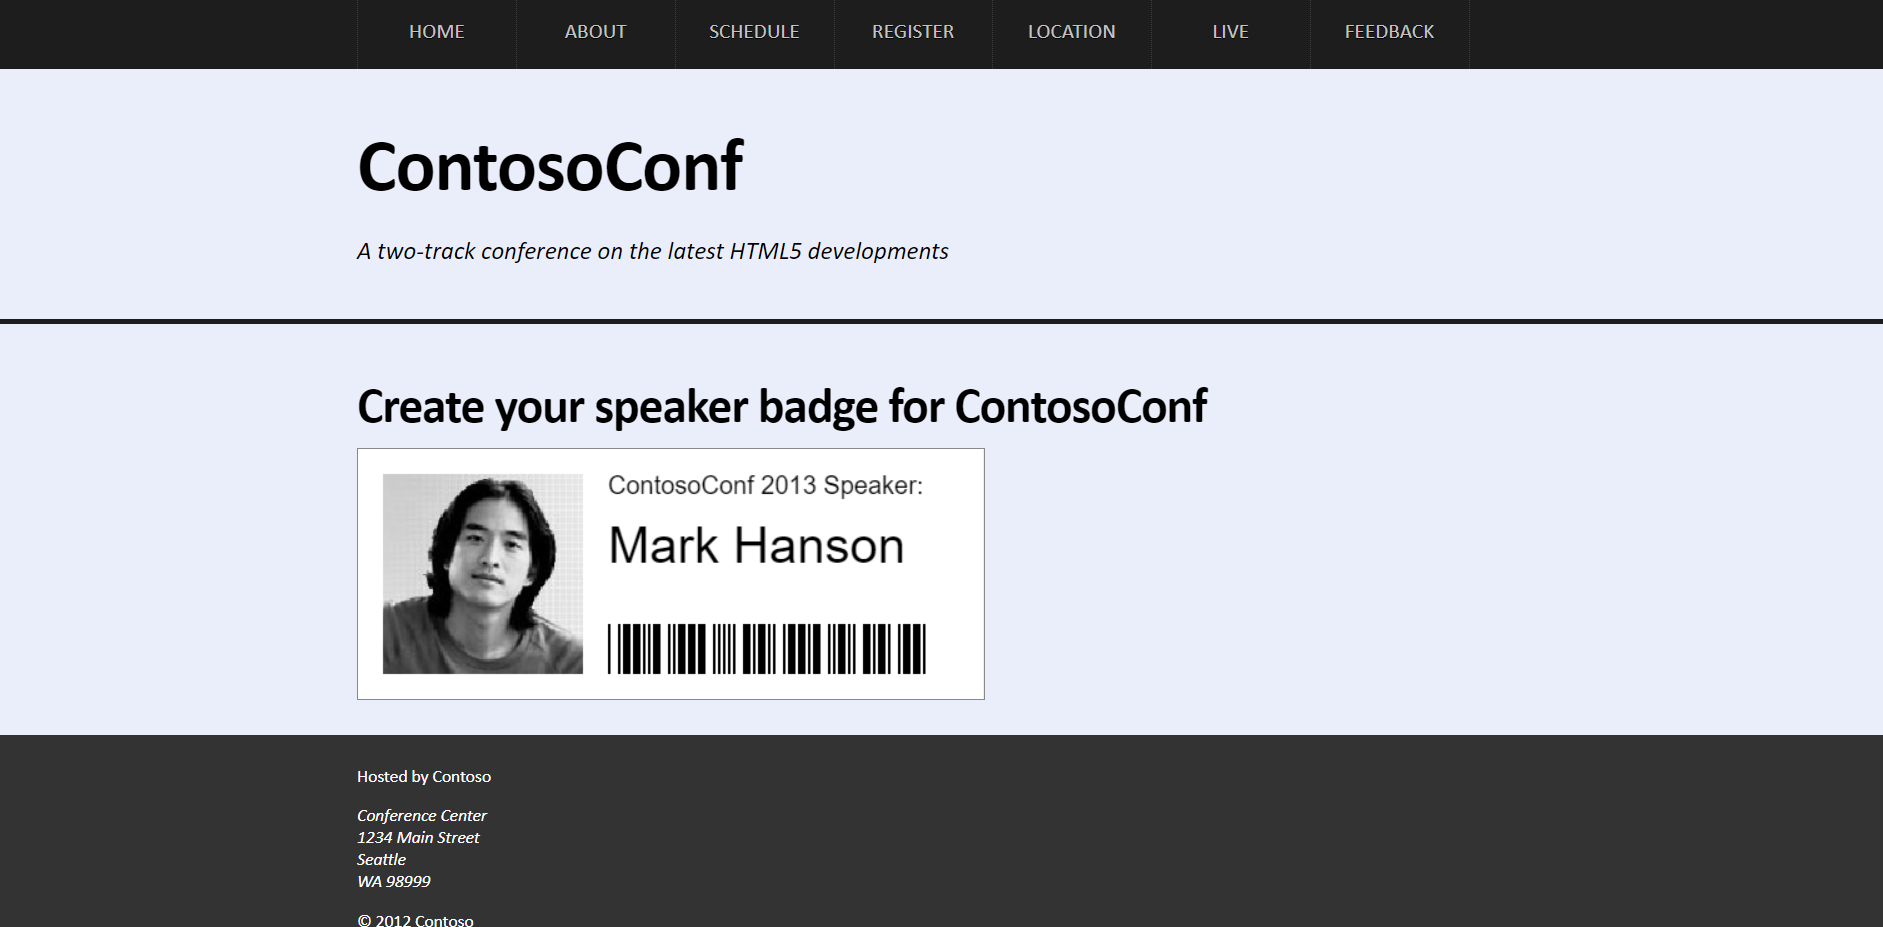 HOME ABOUT SCHEDULE REGISTER LOCATION LIVE FEEDBACK
ContosoConf
A two-track conference on the latest HTML5 developments
Create your speaker badge for ContosoConf
ContosoConf 2013 Speaker:
Mark Hanson
Hosted by Contoso
Conference Center
1234 Main Street
Seattle
WA 98999
© 2012 Contoso